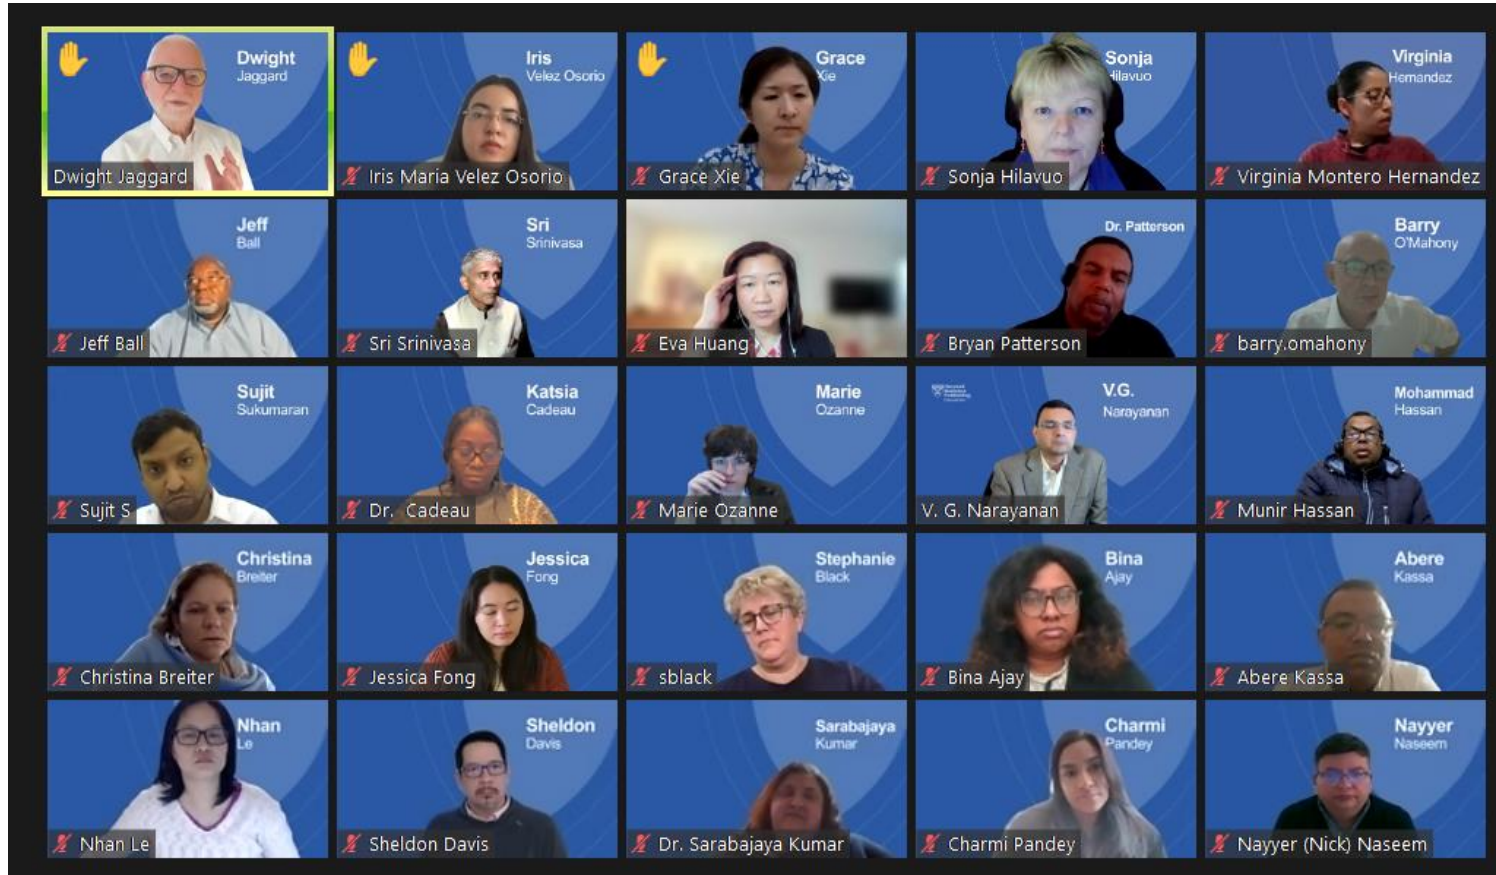 Dwight
Jaggard
Dwight Jaggard
Iris
Velez Osorio
Iris Maria Velez Osorio
Grace
Xie
Grace Xie
Sonja
Hilavuo
Sonja Hilavuo
Virginia
Hernandez
Virginia Montero Hernandez
Jeff
Ball
Jeff Ball
Sri
Srinivasa
Sri Srinivasa
Eva Huang
Dr. Patterson
Bryan Patterson
Barry
O'Mahony
barry.omahony
Sujit
Sukumaran
Sujit S
Katsia
Cadeau
Dr. Cadeau
Marie
Ozanne
Marie Ozanne
V.G.
Narayanan
V. G. Narayanan
Mohammad
Hassan
Munir Hassan
Christina
Breiter
Christina Breiter
Jessica
Fong
Jessica Fong
Stephanie
Black
sblack
Bina
Ajay
Bina Ajay
Abere
Kassa
Abere Kassa
Nhan
Le
Nhan Le
Sheldon
Davis
Sheldon Davis
Sarabajaya
Kumar
Dr. Sarabajaya Kumar
Charmi
Pandey
Charmi Pandey
Nayyer
Naseem
Nayyer (Nick) Naseem